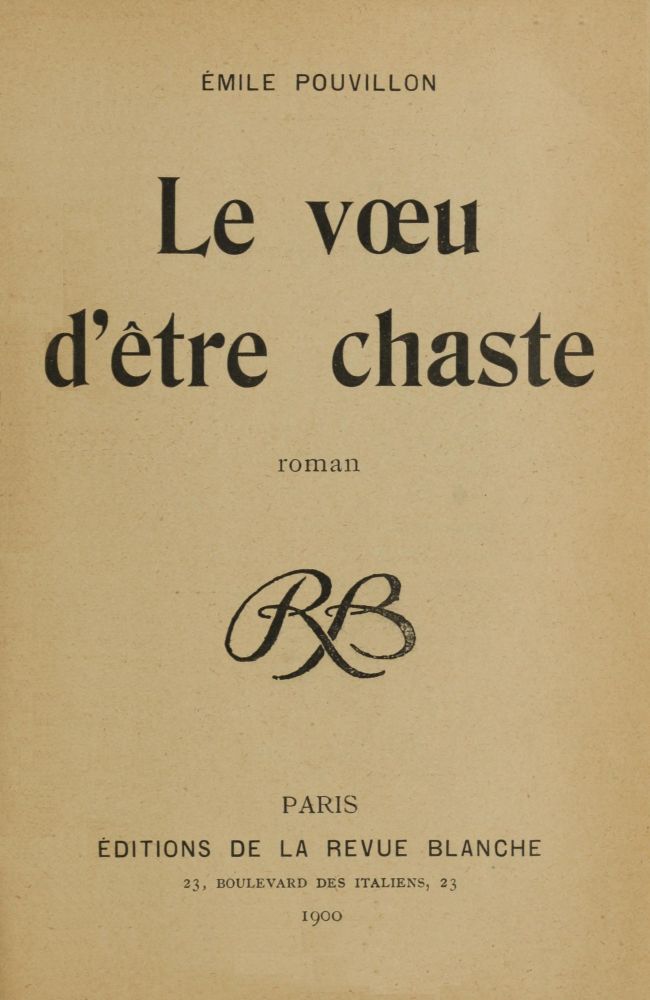 ÉMILE POUVILLON
Le vœu
d'être chaste
roman
RB
PARIS
ÉDITIONS DE LA REVUE BLANCHE
23, BOULEVARD DES ITALIENS, 23
1900